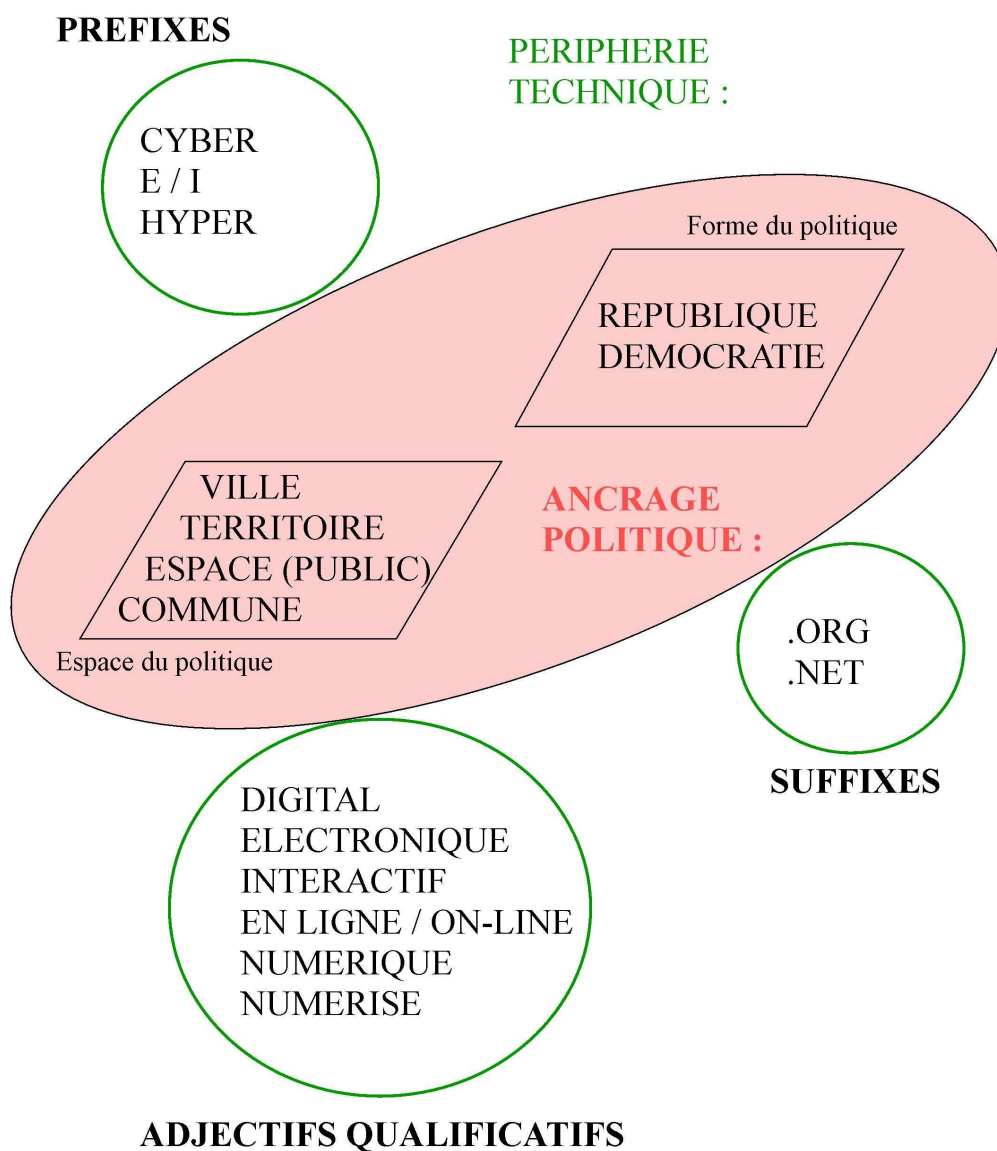 PREFIXES
PERIPHERIE
TECHNIQUE :
CYBER
E / I
HYPER
Forme du politique
REPUBLIQUE
DEMOCRATIE
VILLE
TERRITOIRE
ESPACE (PUBLIC)
COMMUNE
Espace du politique
ANCRAGE
POLITIQUE :
.ORG
.NET
SUFFIXES
DIGITAL
ELECTRONIQUE
INTERACTIF
EN LIGNE / ON-LINE
NUMERIQUE
NUMERISE
ADJECTIFS QUALIFICATIFS